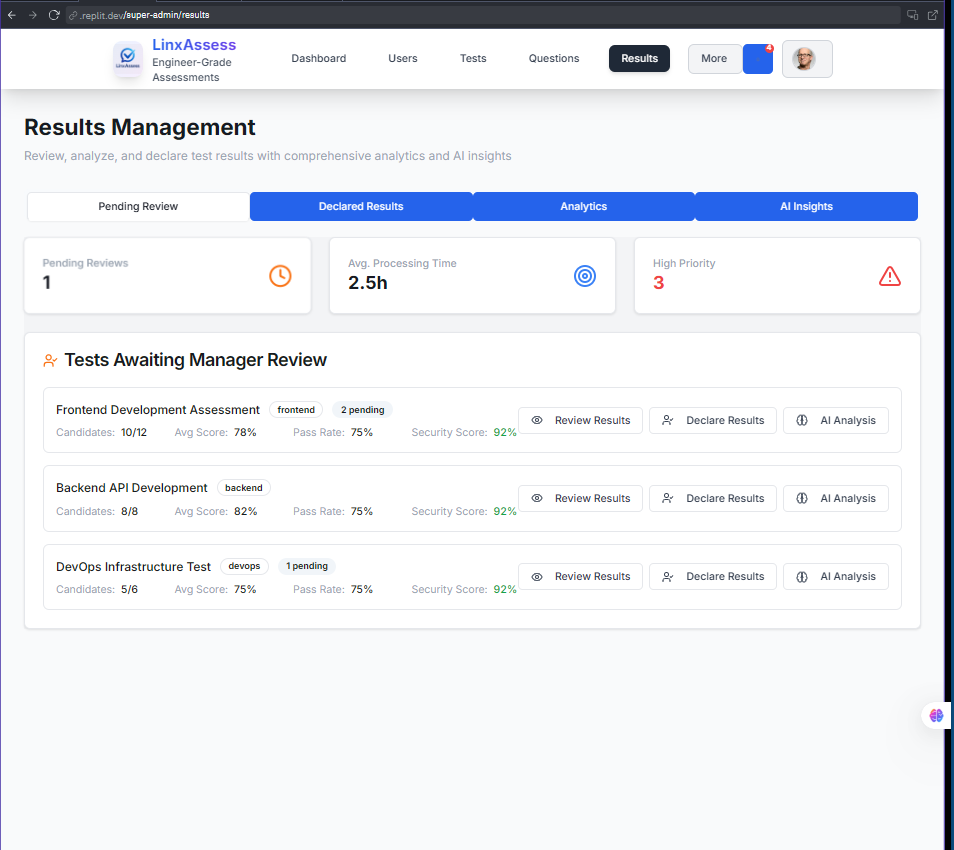 .replit.dev/super-admin/results
LinxAssess
Engineer-Grade
Assessments
LinxAssess
Dashboard
Users
Tests
Questions
Results
More
4
Results Management
Review, analyze, and declare test results with comprehensive analytics and AI insights
Pending Review
Declared Results
Analytics
AI Insights
Pending Reviews
1
Avg. Processing Time
2.5h
High Priority
3
Tests Awaiting Manager Review
Frontend Development Assessment frontend 2 pending
Candidates: 10/12 Avg Score: 78% Pass Rate: 75% Security Score: 92%
Review Results Declare Results AI Analysis
Backend API Development backend
Candidates: 8/8 Avg Score: 82% Pass Rate: 75% Security Score: 92%
Review Results Declare Results AI Analysis
DevOps Infrastructure Test devops 1 pending
Candidates: 5/6 Avg Score: 75% Pass Rate: 75% Security Score: 92%
Review Results Declare Results AI Analysis